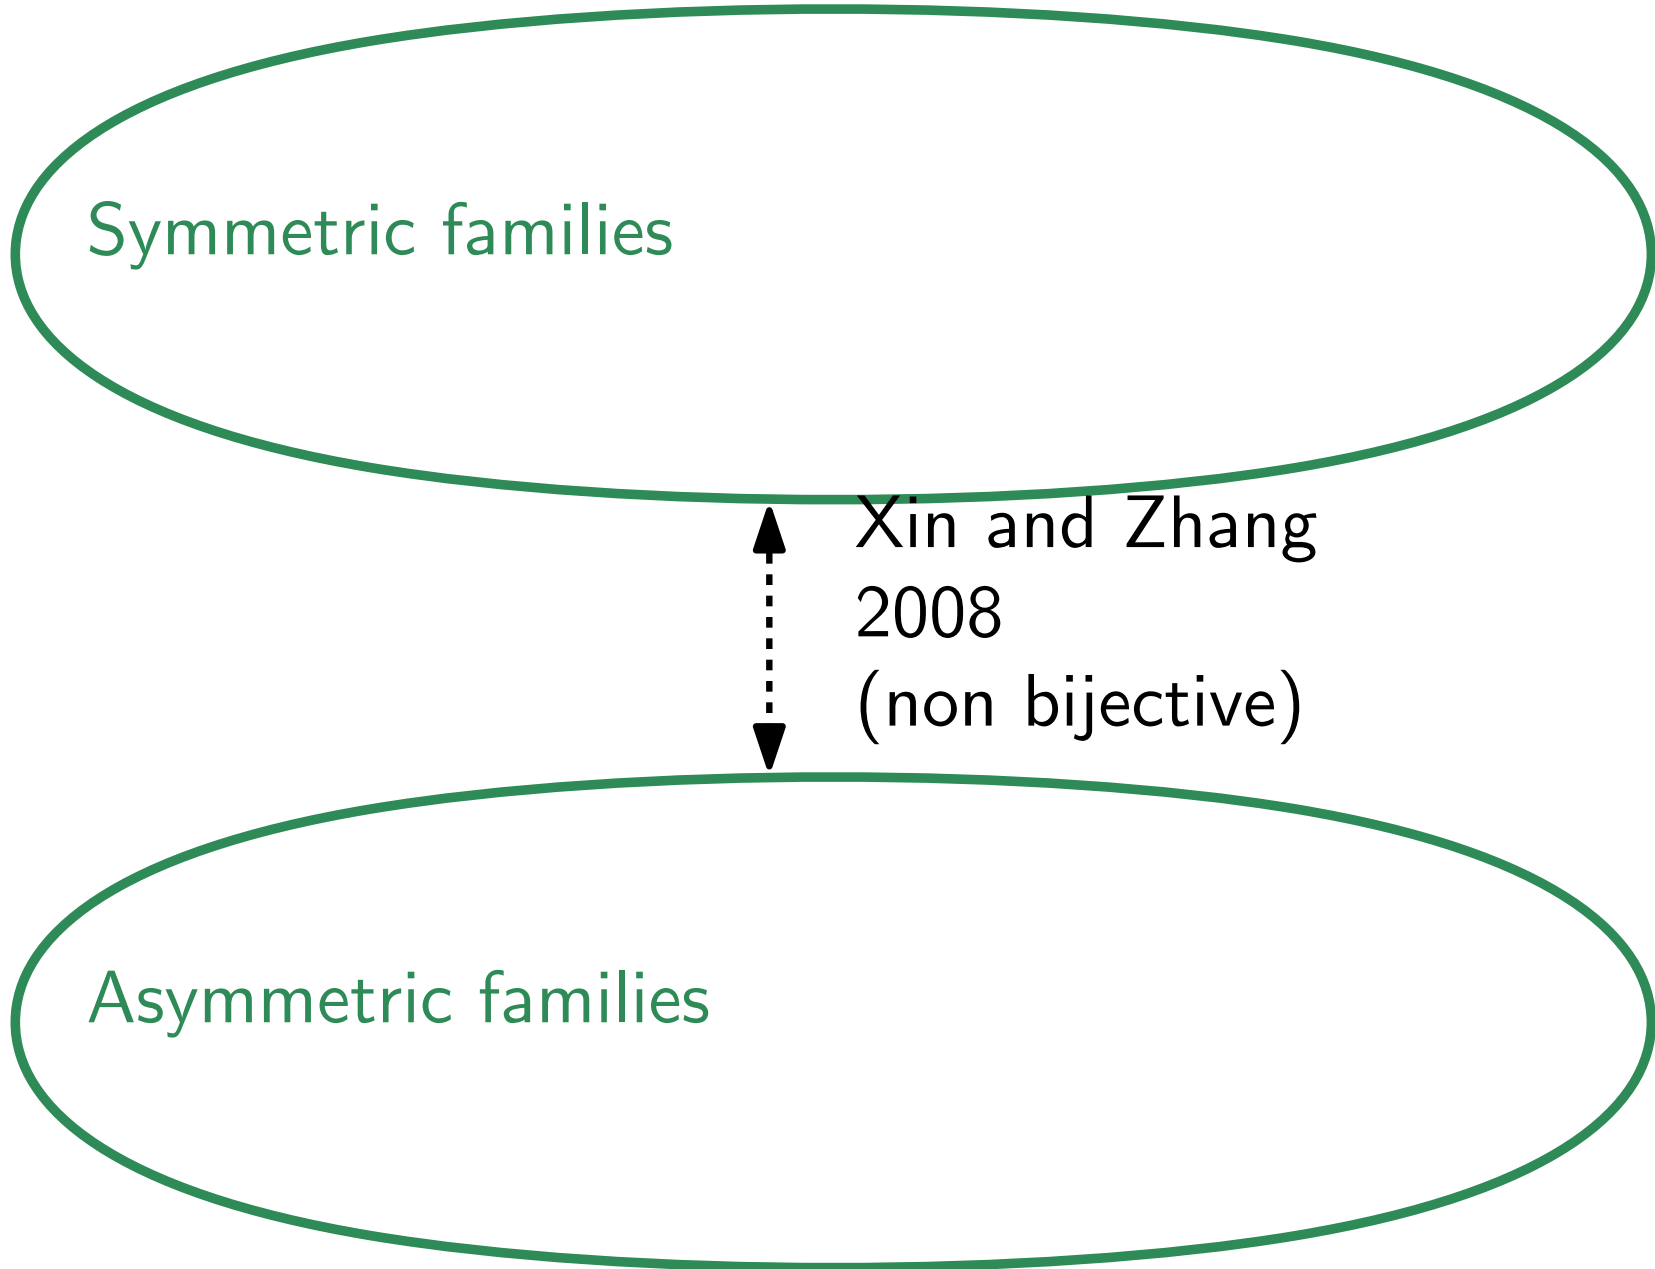 Symmetric families
Xin and Zhang
2008
(non bijective)
Asymmetric families